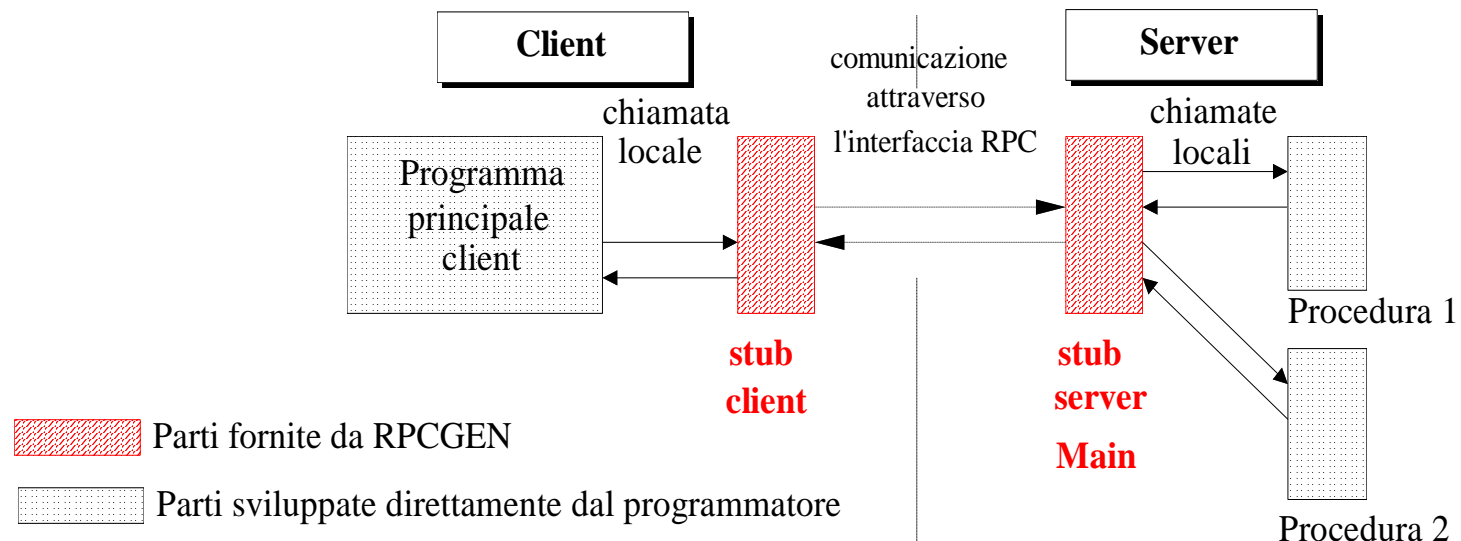 Client
Server
comunicazione
attraverso
l'interfaccia RPC
chiamata
locale
chiamate
locali
Programma
principale
client
Procedura 1
stub
client
stub
server
Main
Parti fornite da RPCGEN
Parti sviluppate direttamente dal programmatore
Procedura 2